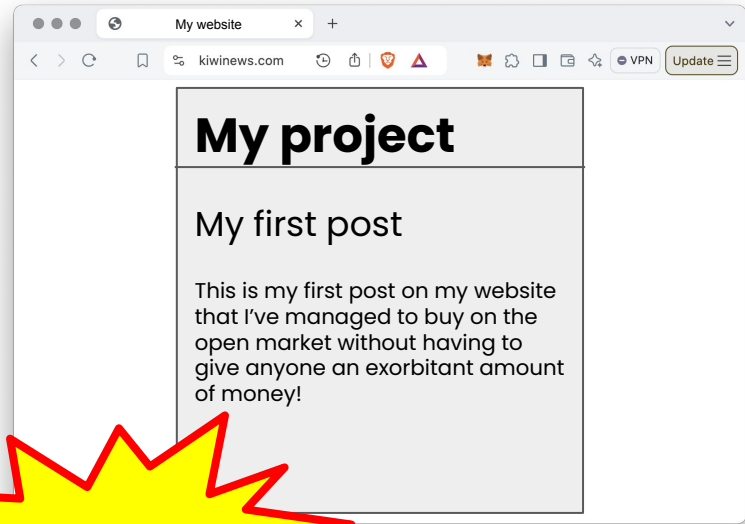 My website
kiwinews.com
VPN
Update
My project
My first post
This is my first post on my website
that I’ve managed to buy on the
open market without having to
give anyone an exorbitant amount
of money!